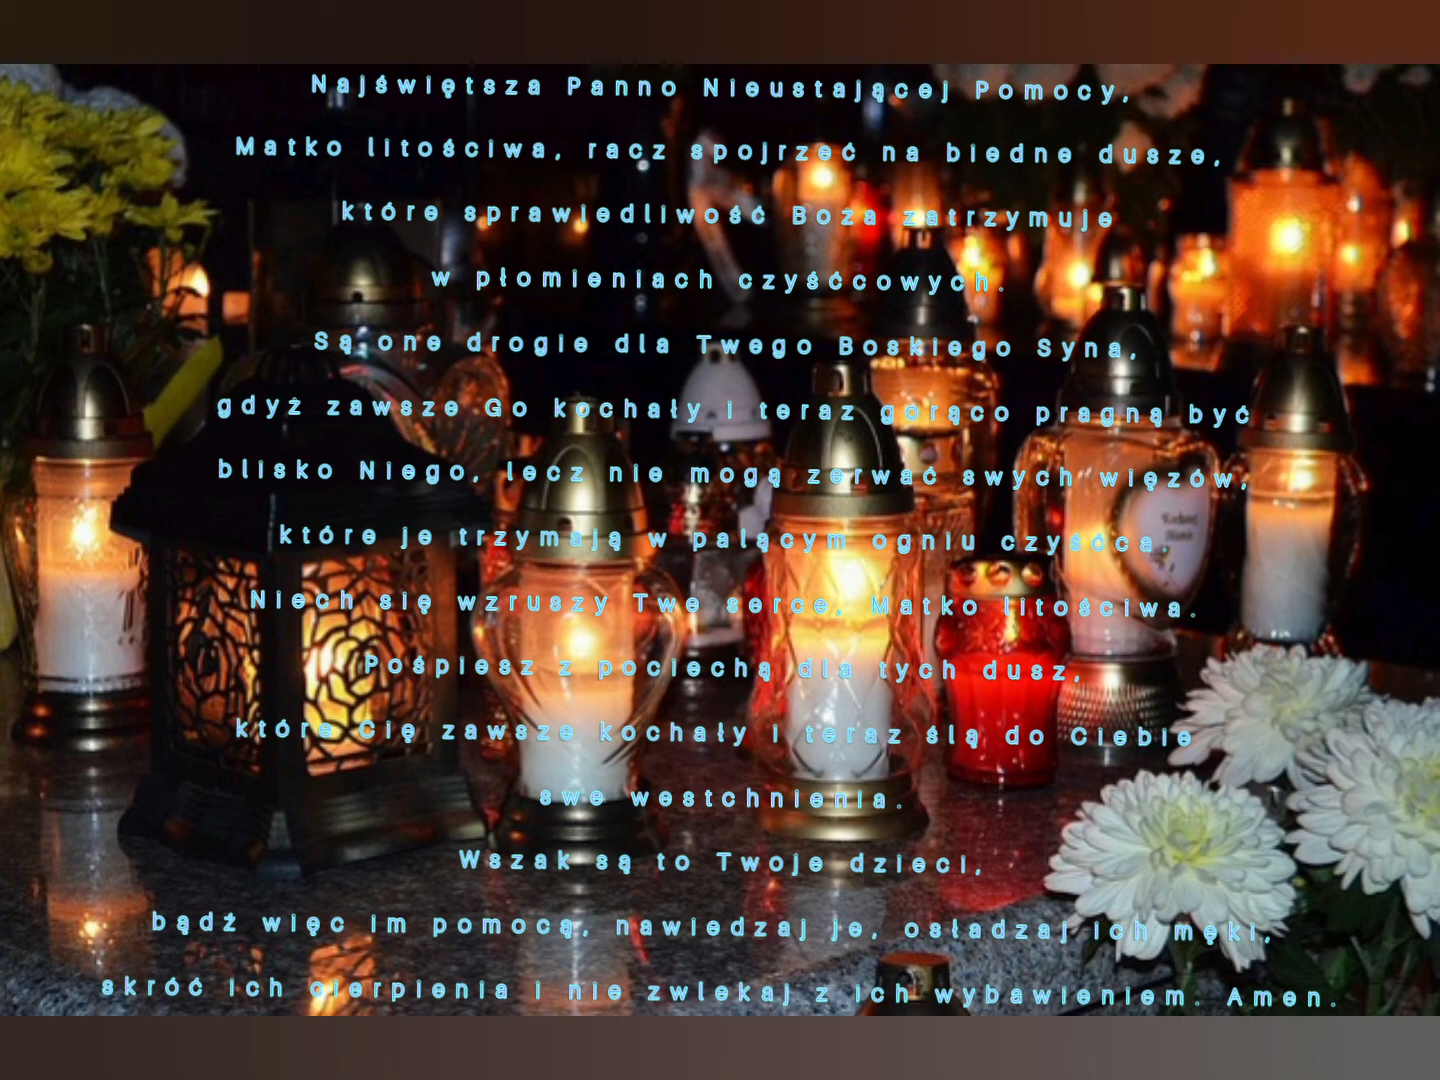 Najświętsza Panno Nieustającej Pomocy,
Matko litościwa, racz spojrzeć na biedne dusze,
które sprawiedliwość Boża zatrzymuje
w płomieniach czyśćcowych.
Są one drogie dla Twego Boskiego Syna,
gdyż zawsze Go kochały i teraz gorąco pragną być
blisko Niego, lecz nie mogą zerwać swych więzów,
które je trzymają w palącym ogniu czyśćca.
Niech się wzruszy Twe serce, Matko litościwa.
Pośpiesz z pociechą dla tych dusz,
które Cię zawsze kochały i teraz ślą do Ciebie
swe westchnienia.
Wszak są to Twoje dzieci,
bądź więc im pomocą, nawiedzaj je, osładzaj ich męki,
skróć ich cierpienia i nie zwlekaj z ich wybawieniem. Amen.